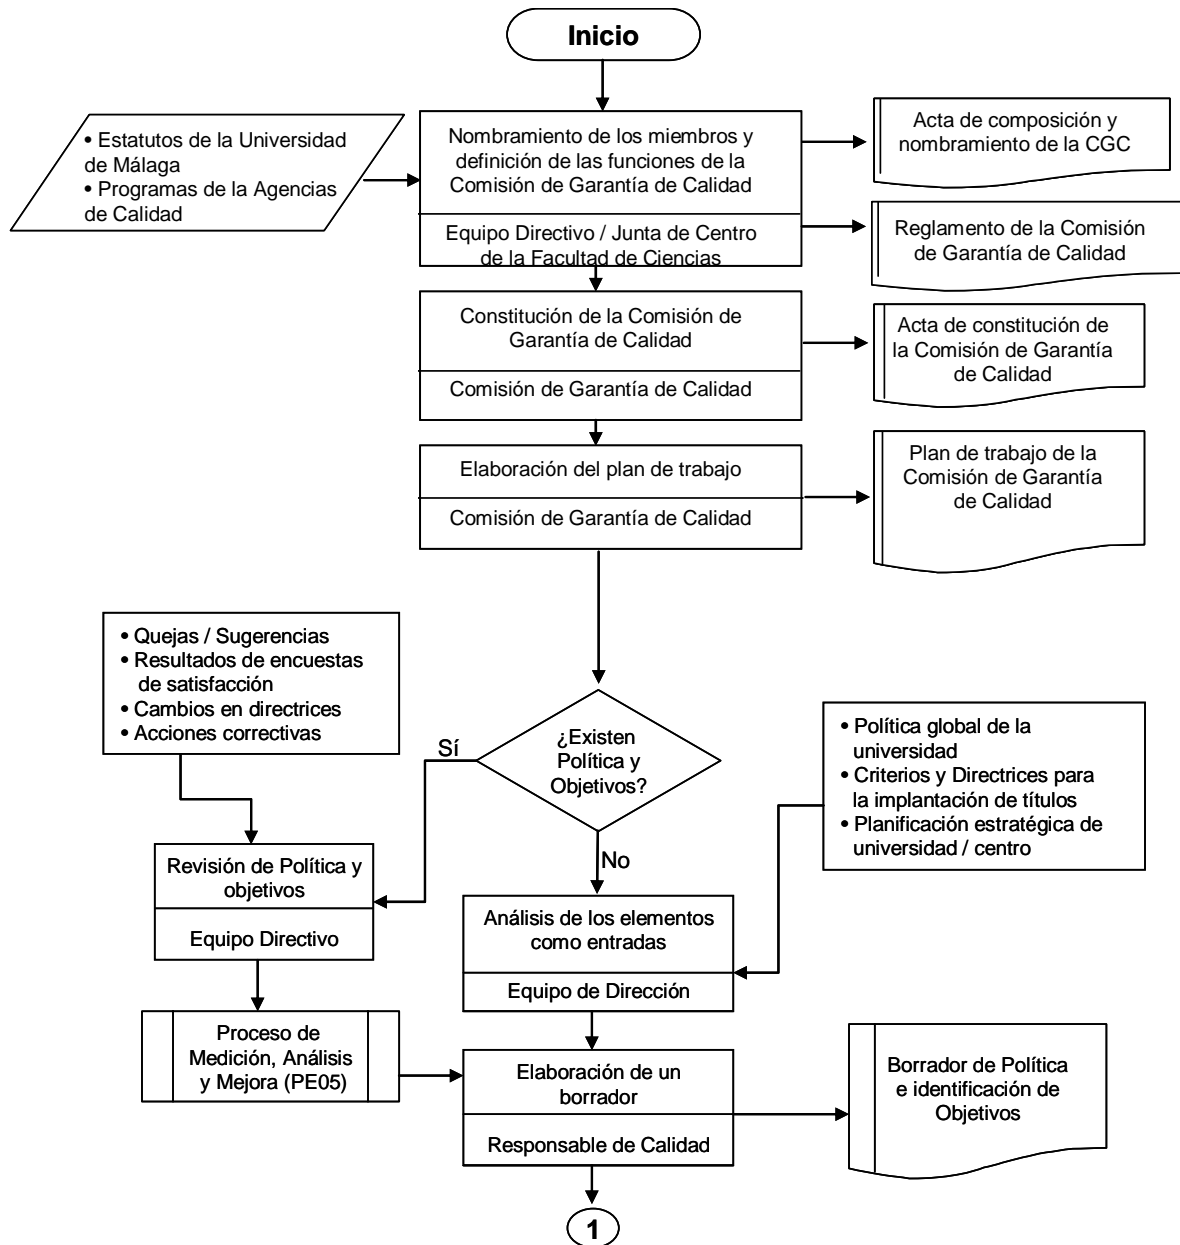 Inicio
• Estatutos de la Universidad
de Málaga
• Programas de la Agencias
de Calidad
Nombramiento de los miembros y
definición de las funciones de la
Comisión de Garantía de Calidad
Equipo Directivo / Junta de Centro
de la Facultad de Ciencias
Acta de composición y
nombramiento de la CGC
Reglamento de la Comisión
de Garantía de Calidad
Constitución de la Comisión de
Garantía de Calidad
Comisión de Garantía de Calidad
Acta de constitución de
la Comisión de Garantía
de Calidad
Elaboración del plan de trabajo
Comisión de Garantía de Calidad
Plan de trabajo de la
Comisión de Garantía
de Calidad
• Quejas / Sugerencias
• Resultados de encuestas
de satisfacción
• Cambios en directrices
• Acciones correctivas
Sí
¿Existen
Política y
Objetivos?
No
• Política global de la
universidad
• Criterios y Directrices para
la implantación de títulos
• Planificación estratégica de
universidad / centro
Revisión de Política y
objetivos
Equipo Directivo
Análisis de los elementos
como entradas
Equipo de Dirección
Proceso de
Medición, Análisis
y Mejora (PE05)
Elaboración de un
borrador
Responsable de Calidad
Borrador de Política
e identificación de
Objetivos
1